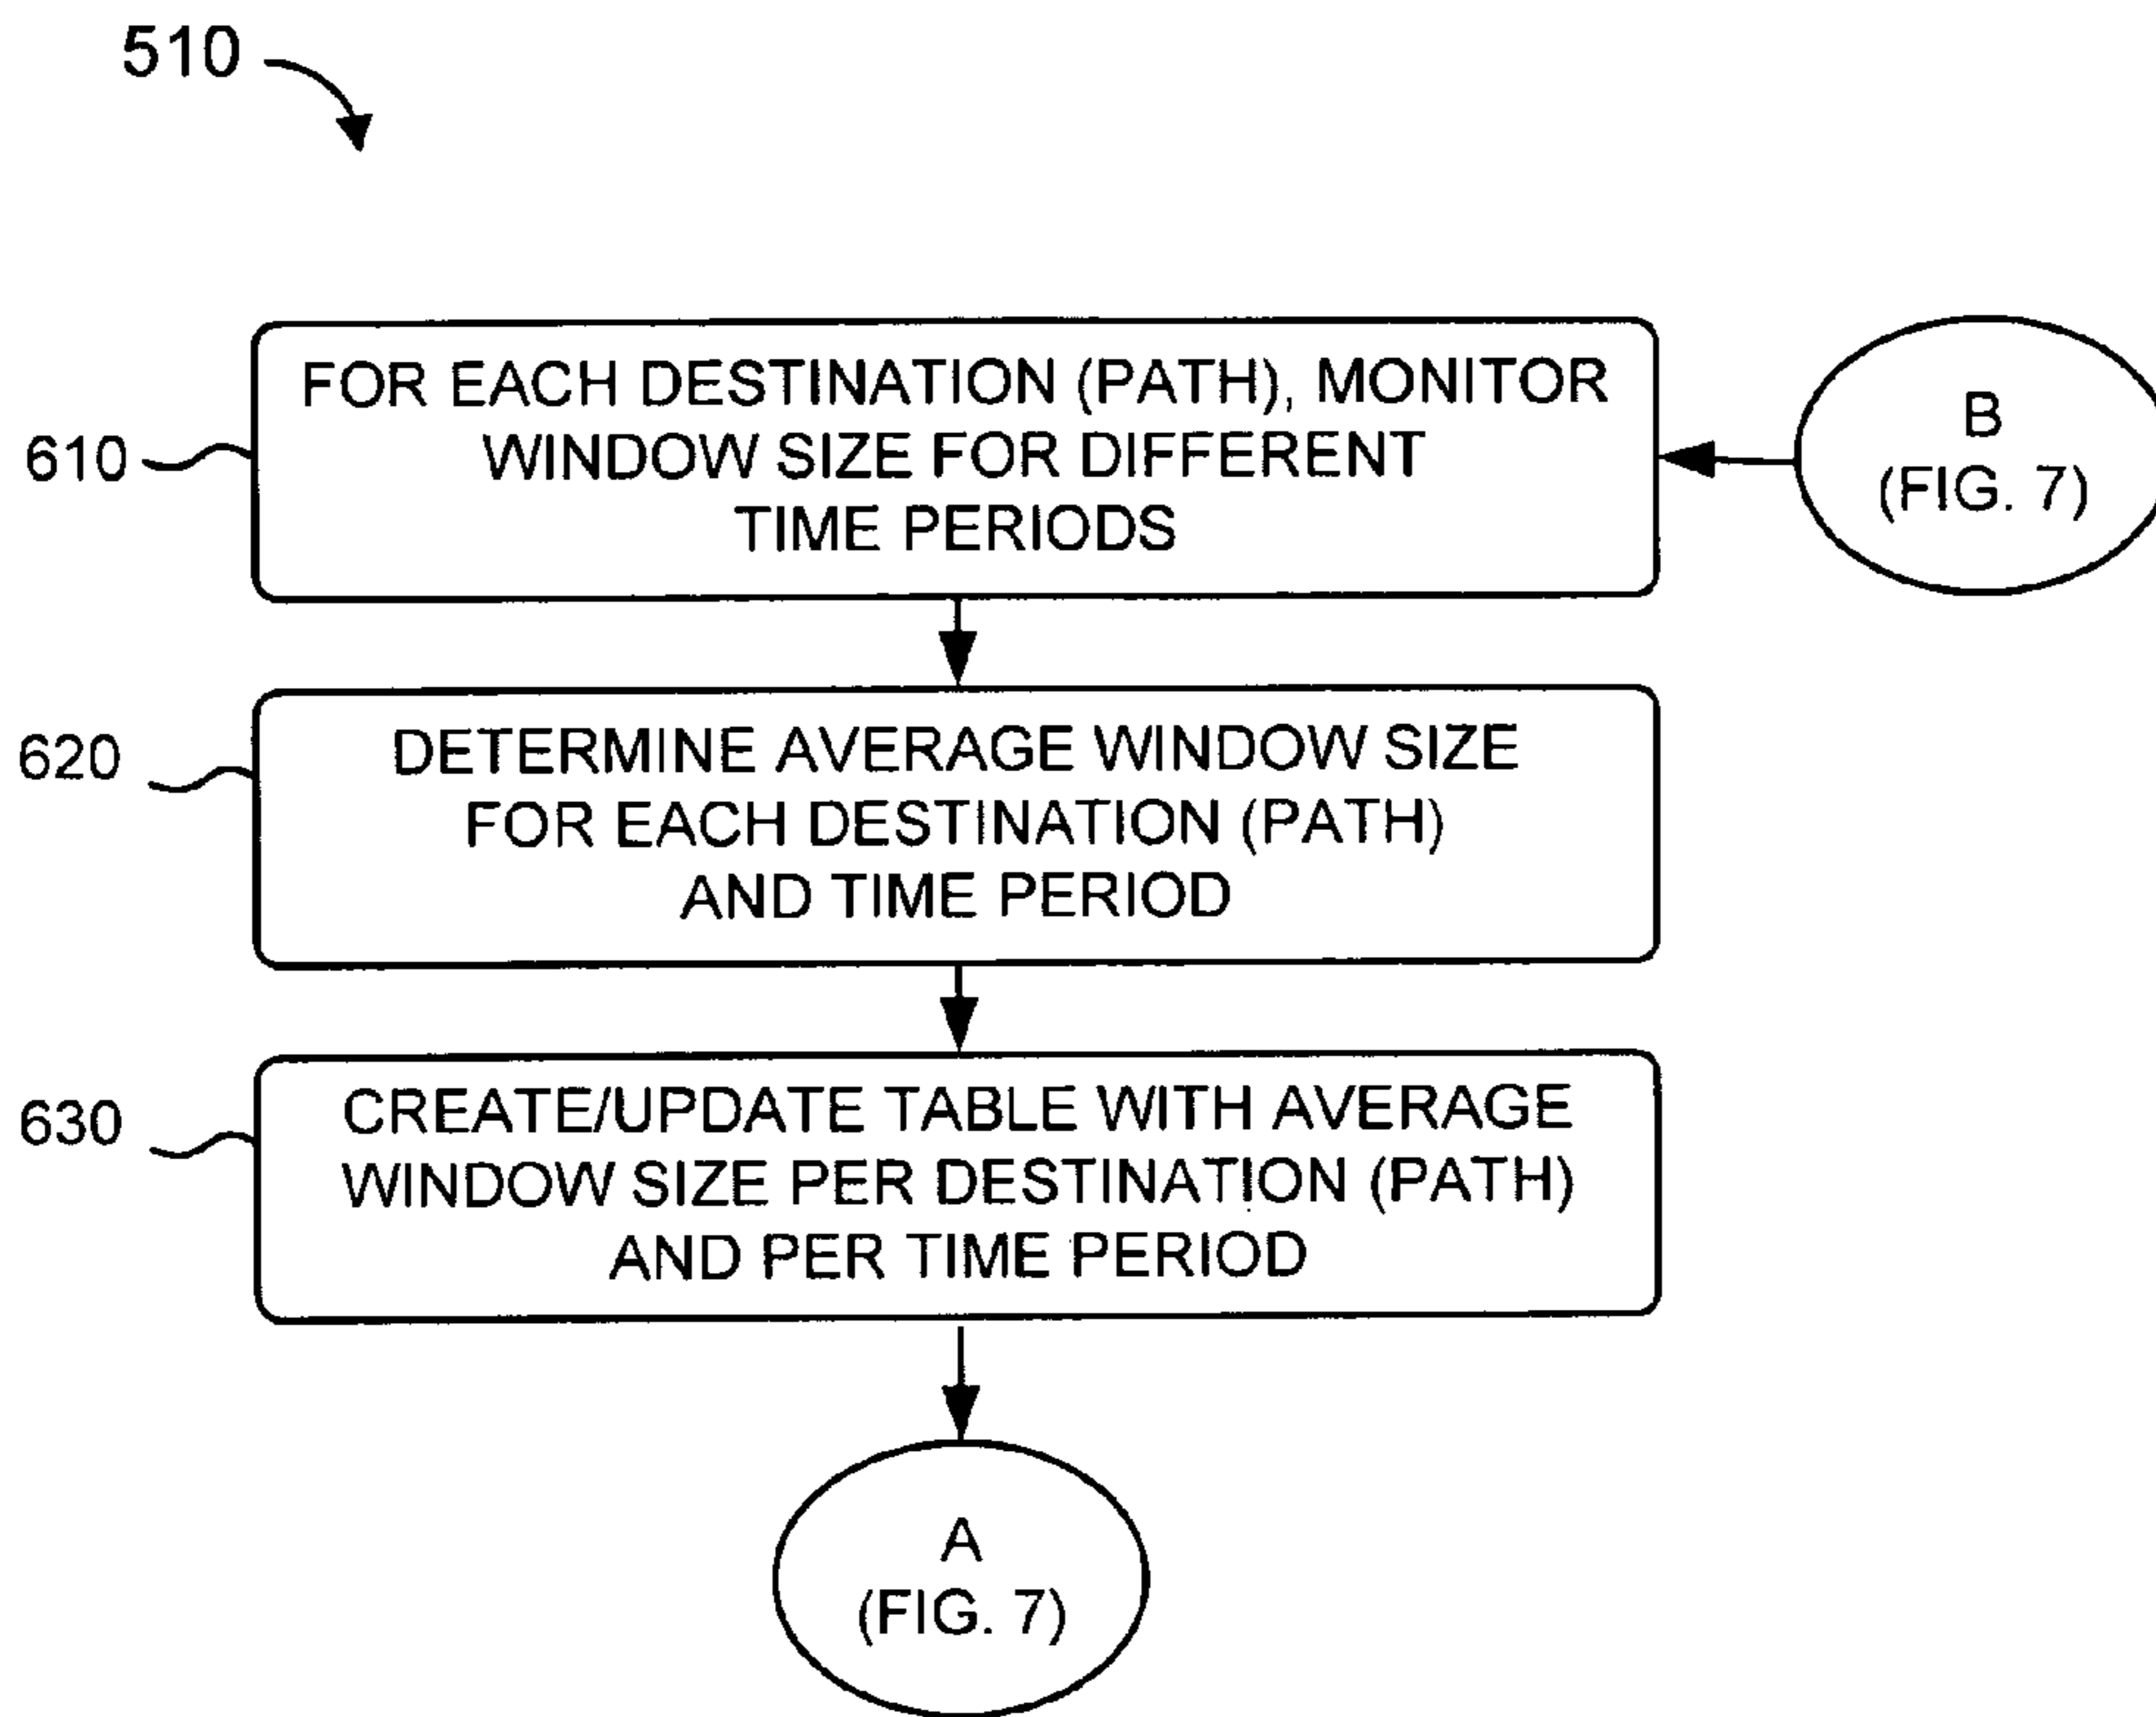 510
610
FOR EACH DESTINATION (PATH), MONITOR
WINDOW SIZE FOR DIFFERENT
TIME PERIODS
B
(FIG. 7)
620
DETERMINE AVERAGE WINDOW SIZE
FOR EACH DESTINATION (PATH)
AND TIME PERIOD
630
CREATE/UPDATE TABLE WITH AVERAGE
WINDOW SIZE PER DESTINATION (PATH)
AND PER TIME PERIOD
A
(FIG. 7)